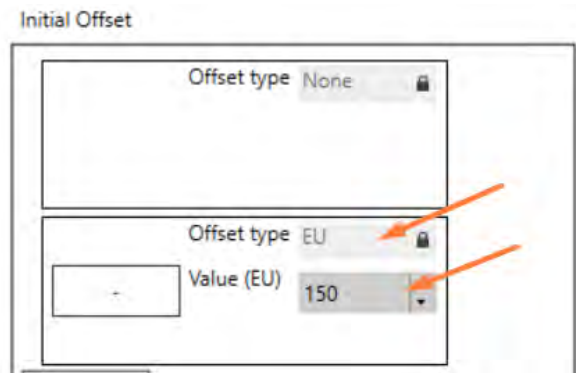 Initial Offset
Offset type None
Offset type EU
- Value (EU) 150